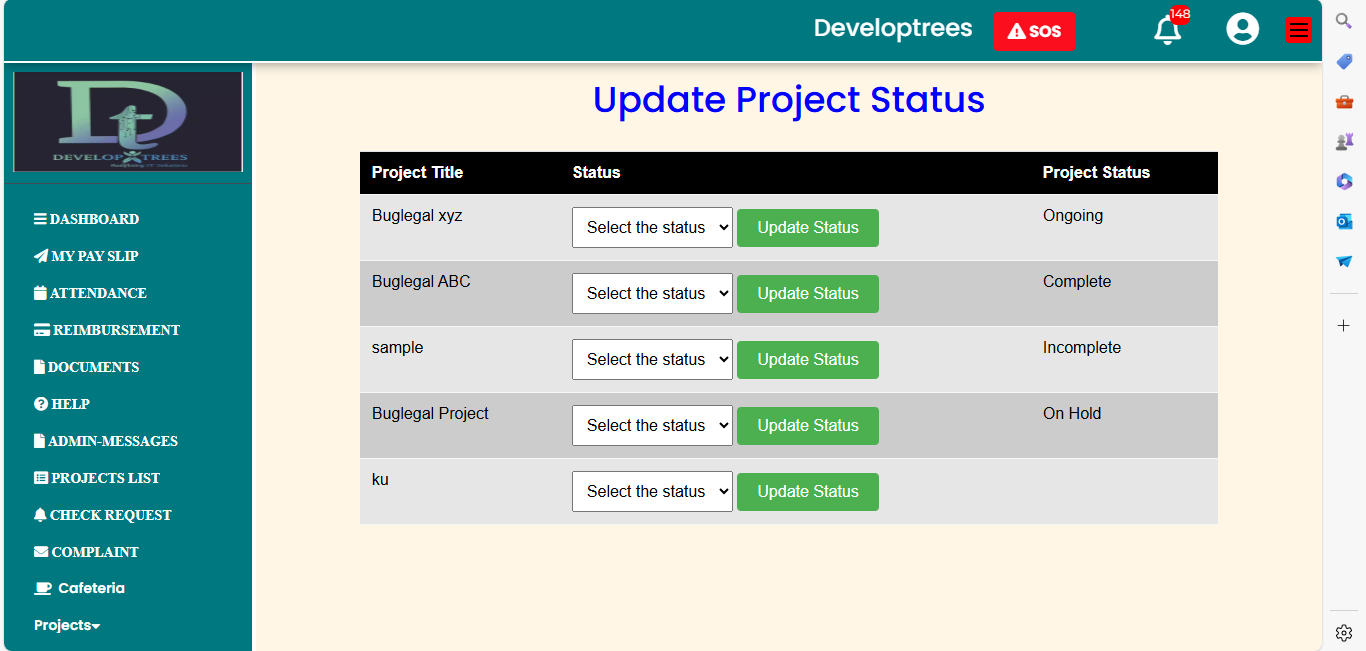 Developtrees
SOS
148
DEVELOP TREES
Update Project Status
Project Title Status Project Status
Buglegal xyz Select the status Update Status Ongoing
Buglegal ABC Select the status Update Status Complete
sample Select the status Update Status Incomplete
Buglegal Project Select the status Update Status On Hold
ku Select the status Update Status
DASHBOARD
MY PAY SLIP
ATTENDANCE
REIMBURSEMENT
DOCUMENTS
HELP
ADMIN-MESSAGES
PROJECTS LIST
CHECK REQUEST
COMPLAINT
Cafeteria
Projects